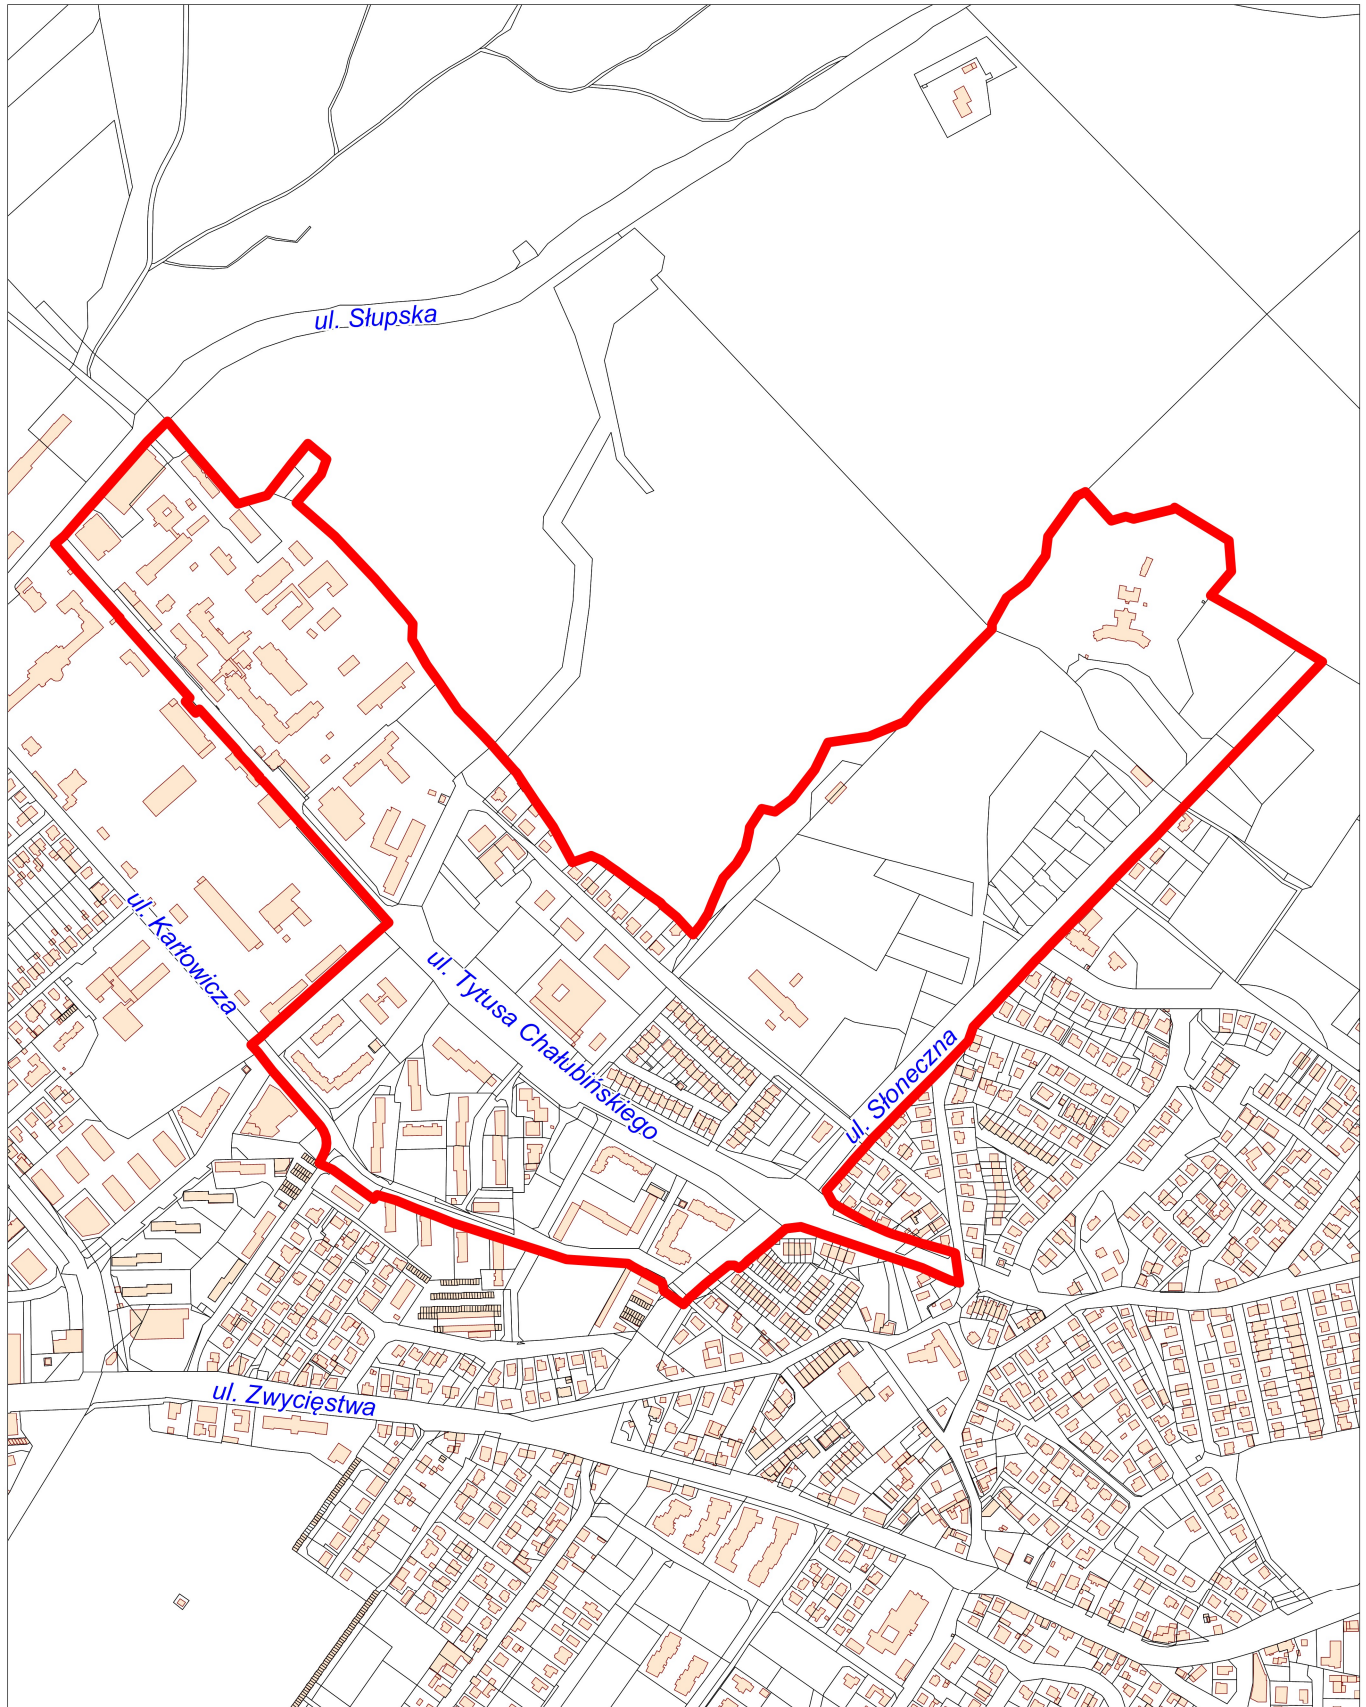 ul. Słupska
ul. Karłowicza
ul. Tytusa Chałubińskiego
ul. Słoneczna
ul. Zwycięstwa